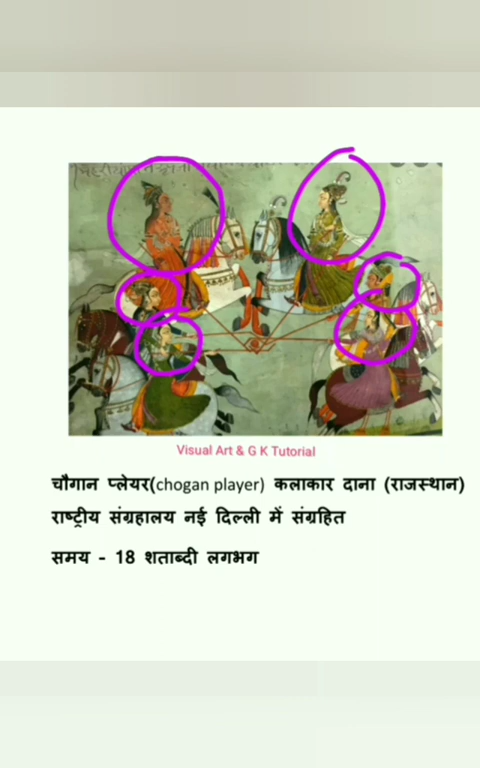 Visual Art & G K Tutorial
चौगान प्लेयर(chogan player) कलाकार दाना (राजस्थान)
राष्ट्रीय संग्रहालय नई दिल्ली में संग्रहित
समय - 18 शताब्दी लगभग